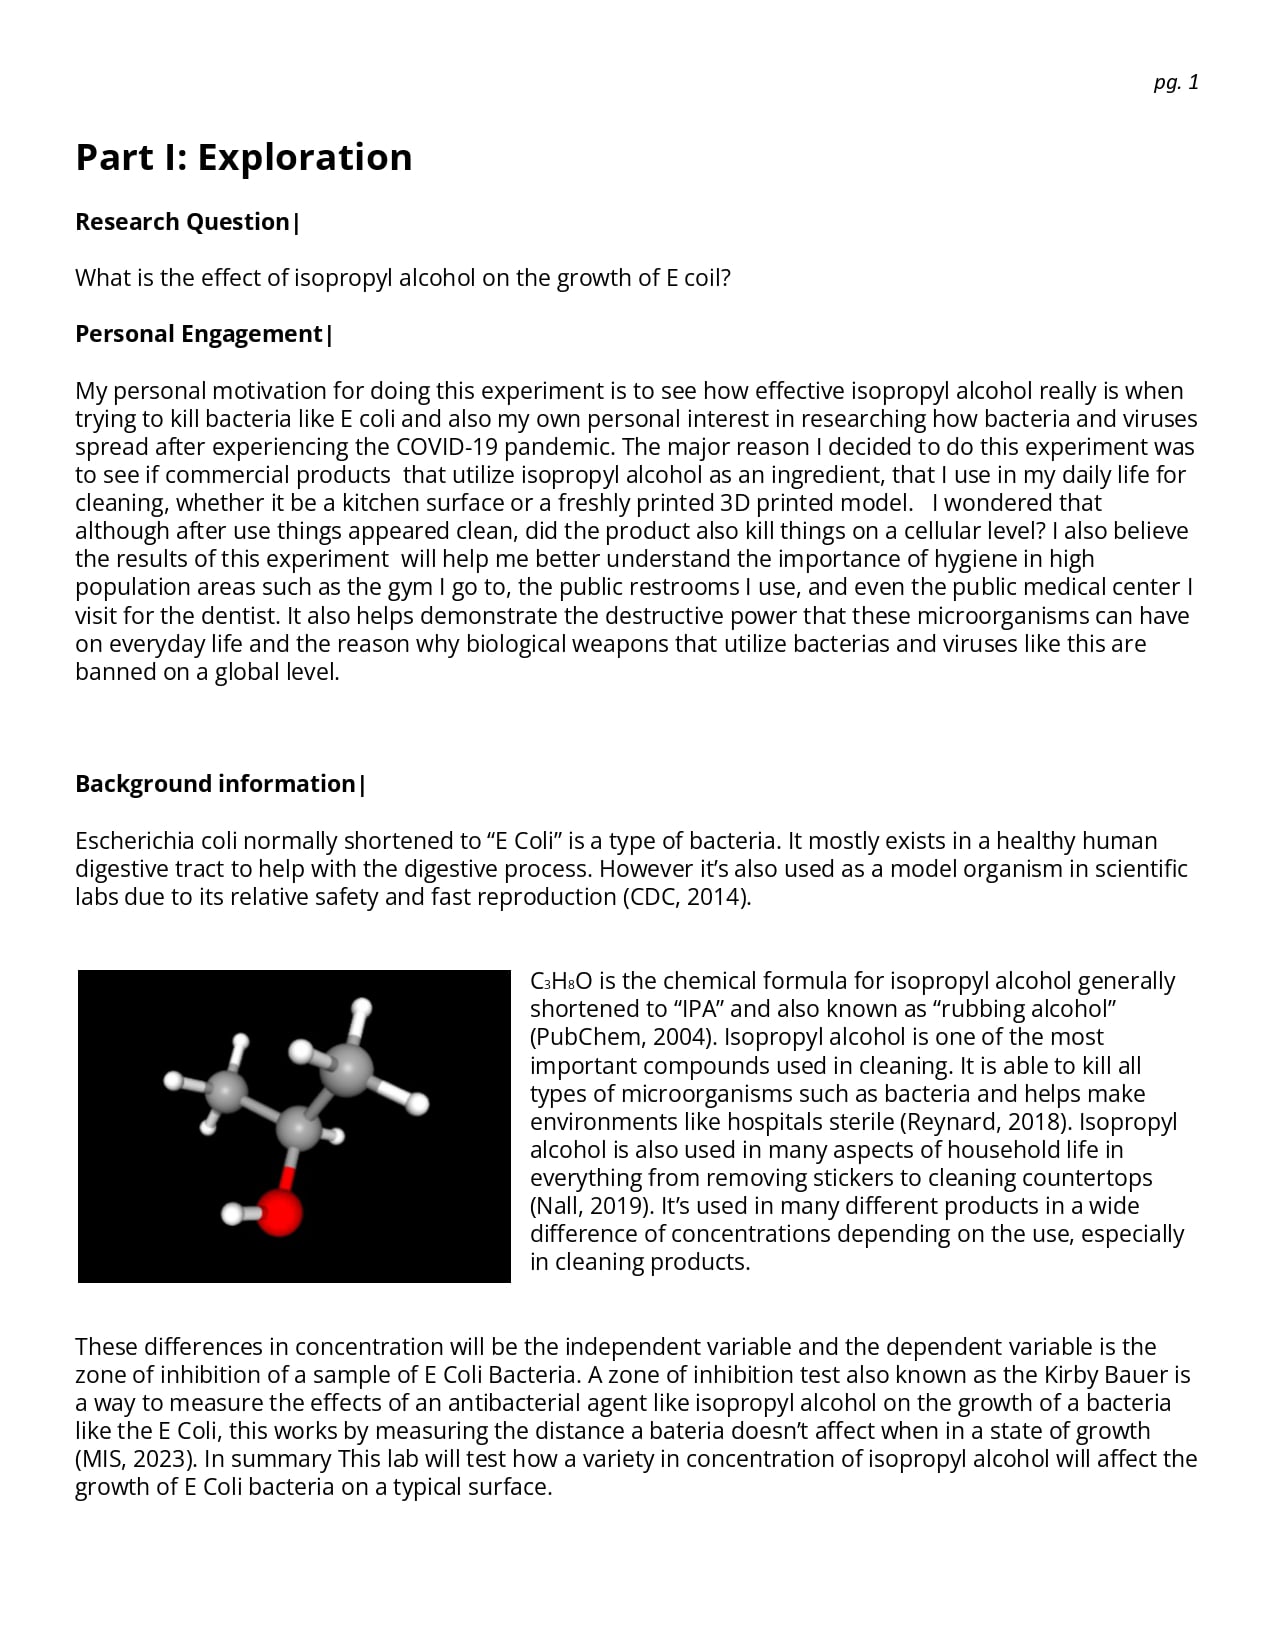 pg. 1
Part I: Exploration
Research Question|
What is the effect of isopropyl alcohol on the growth of E coil?
Personal Engagement|
My personal motivation for doing this experiment is to see how effective isopropyl alcohol really is when
trying to kill bacteria like E coli and also my own personal interest in researching how bacteria and viruses
spread after experiencing the COVID-19 pandemic. The major reason I decided to do this experiment was
to see if commercial products  that utilize isopropyl alcohol as an ingredient, that I use in my daily life for
cleaning, whether it be a kitchen surface or a freshly printed 3D printed model.   I wondered that
although after use things appeared clean, did the product also kill things on a cellular level? I also believe
the results of this experiment  will help me better understand the importance of hygiene in high
population areas such as the gym I go to, the public restrooms I use, and even the public medical center I
visit for the dentist. It also helps demonstrate the destructive power that these microorganisms can have
on everyday life and the reason why biological weapons that utilize bacterias and viruses like this are
banned on a global level.
Background information|
Escherichia coli normally shortened to “E Coli” is a type of bacteria. It mostly exists in a healthy human
digestive tract to help with the digestive process. However it’s also used as a model organism in scientific
labs due to its relative safety and fast reproduction (CDC, 2014).
C₃H₈O is the chemical formula for isopropyl alcohol generally
shortened to “IPA” and also known as “rubbing alcohol”
(PubChem, 2004). Isopropyl alcohol is one of the most
important compounds used in cleaning. It is able to kill all
types of microorganisms such as bacteria and helps make
environments like hospitals sterile (Reynard, 2018). Isopropyl
alcohol is also used in many aspects of household life in
everything from removing stickers to cleaning countertops
(Nall, 2019). It’s used in many different products in a wide
difference of concentrations depending on the use, especially
in cleaning products.
These differences in concentration will be the independent variable and the dependent variable is the
zone of inhibition of a sample of E Coli Bacteria. A zone of inhibition test also known as the Kirby Bauer is
a way to measure the effects of an antibacterial agent like isopropyl alcohol on the growth of a bacteria
like the E Coli, this works by measuring the distance a bateria doesn’t affect when in a state of growth
(MIS, 2023). In summary This lab will test how a variety in concentration of isopropyl alcohol will affect the
growth of E Coli bacteria on a typical surface.